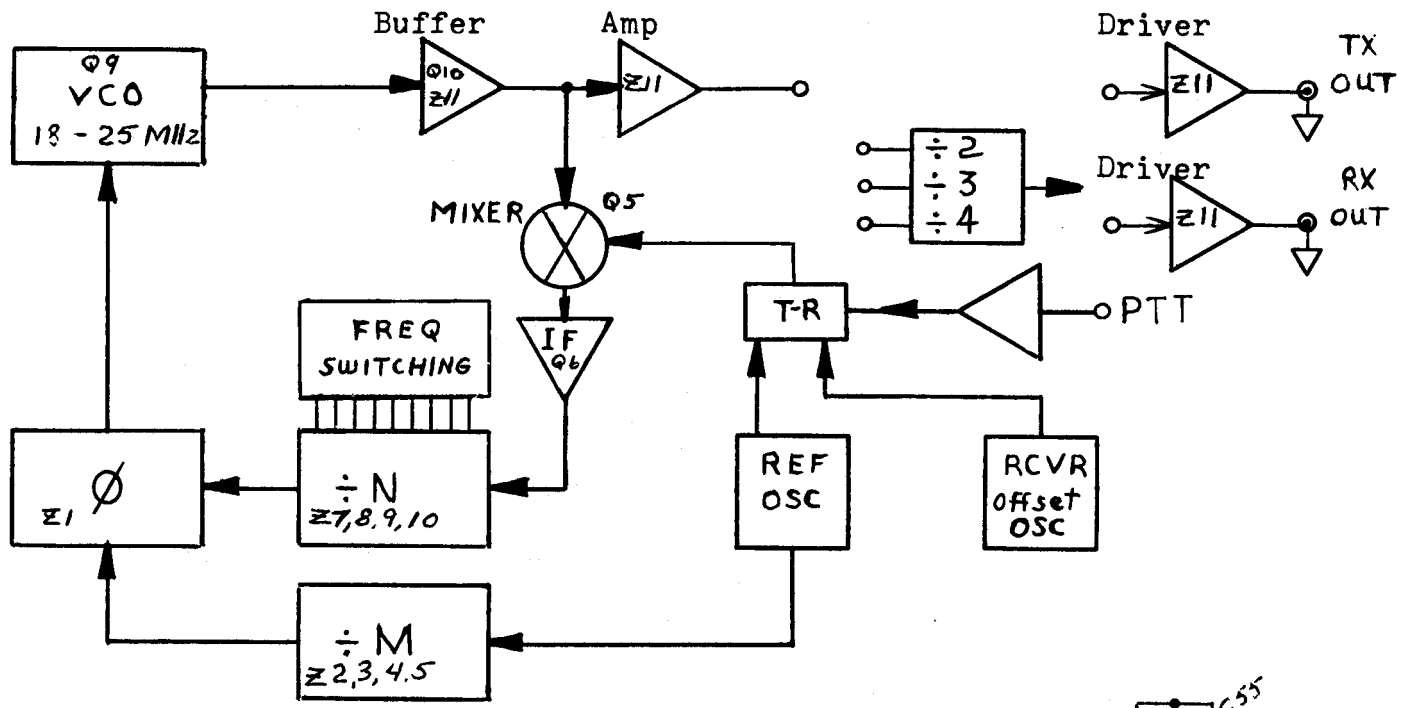 Buffer
Amp
Driver
TX
OUT
Q9
VCO
18 - 25 MHz
Q10
Z11
Z11
Z11
÷ 2
÷ 3
÷ 4
Driver
RX
OUT
Z11
MIXER
Q5
T-R
PTT
FREQ
SWITCHING
IF
Q6
Ø
Z1
÷ N
Z7,8,9,10
REF
OSC
RCVR
Offset
OSC
÷ M
Z2,3,4.5
C55